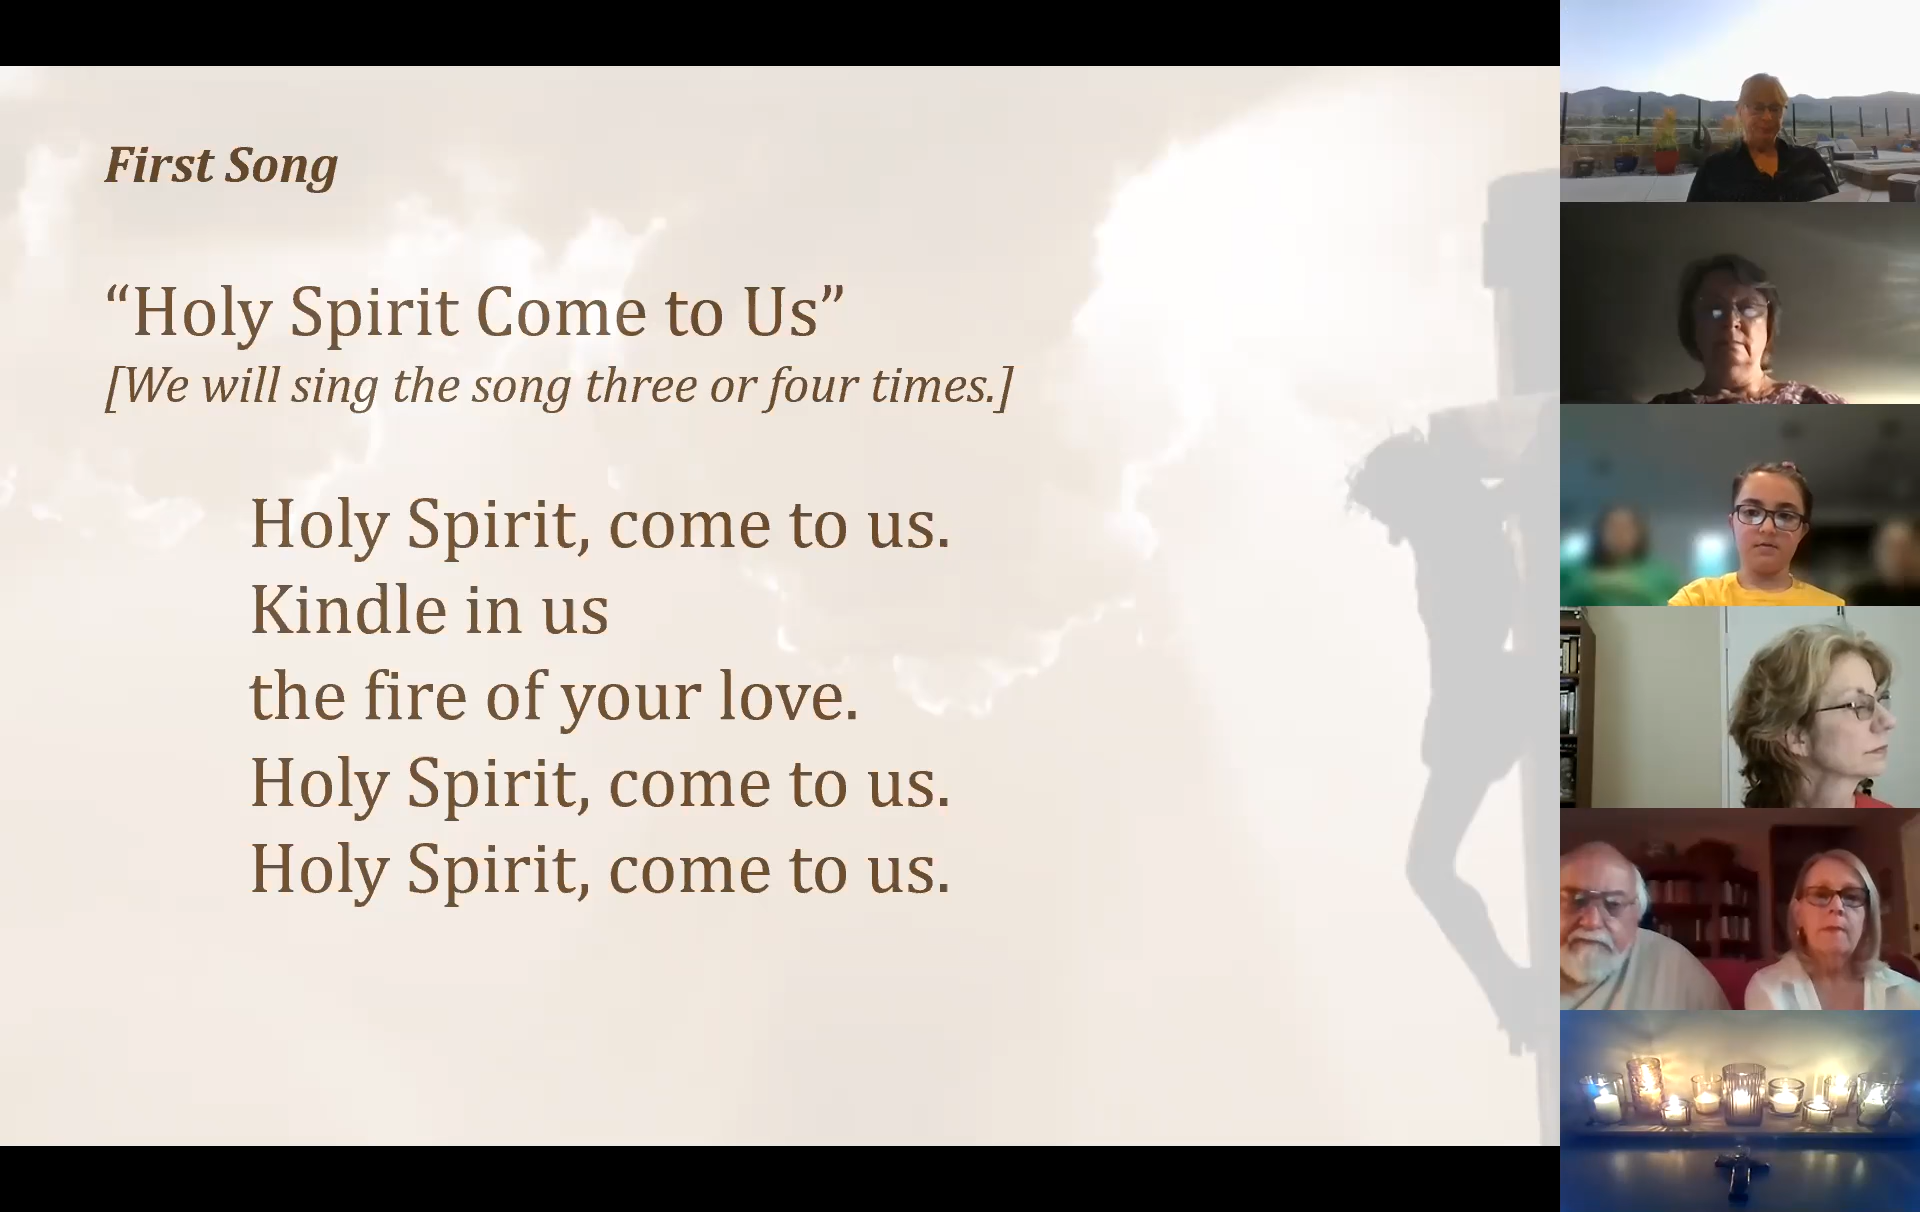 First Song
“Holy Spirit Come to Us”
[We will sing the song three or four times.]
Holy Spirit, come to us.
Kindle in us
the fire of your love.
Holy Spirit, come to us.
Holy Spirit, come to us.